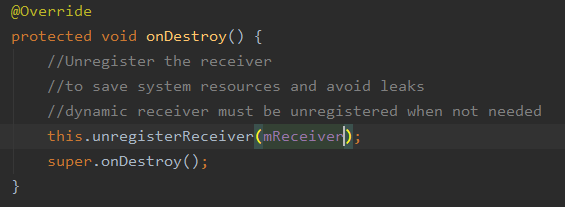 @Override
protected void onDestroy() {
//Unregister the receiver
//to save system resources and avoid leaks
//dynamic receiver must be unregistered when not needed
this.unregisterReceiver(mReceiver);
super.onDestroy();
}